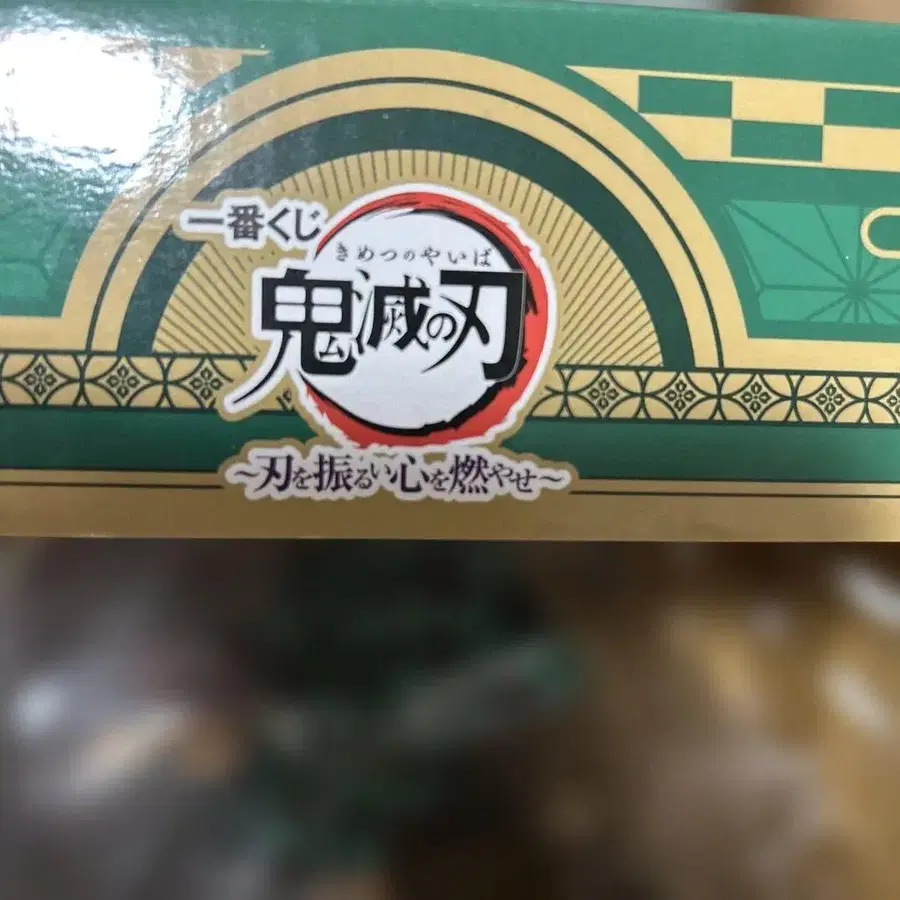 一番くじ
きめつのやいば
鬼滅の刃
～刃を振るい心を燃やせ～